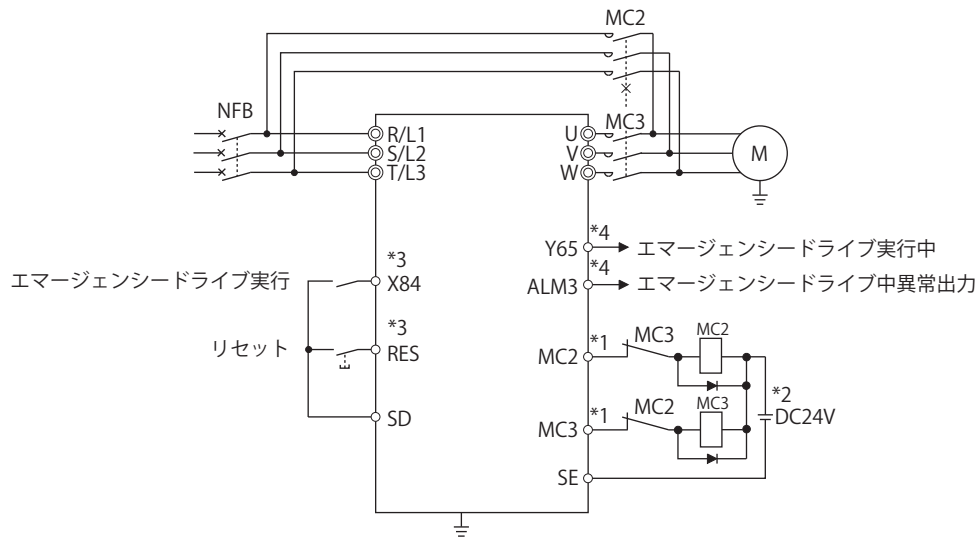 MC2
NFB
MC3
R/L1
S/L2
T/L3
U
V
W
M
*4
Y65
エマージェンシードライブ実行中
*4
ALM3
エマージェンシードライブ中異常出力
*3
エマージェンシードライブ実行
X84
*3
リセット
RES
SD
*1
MC3
MC2
MC2
*2
DC24V
*1
MC2
MC3
MC3
SE